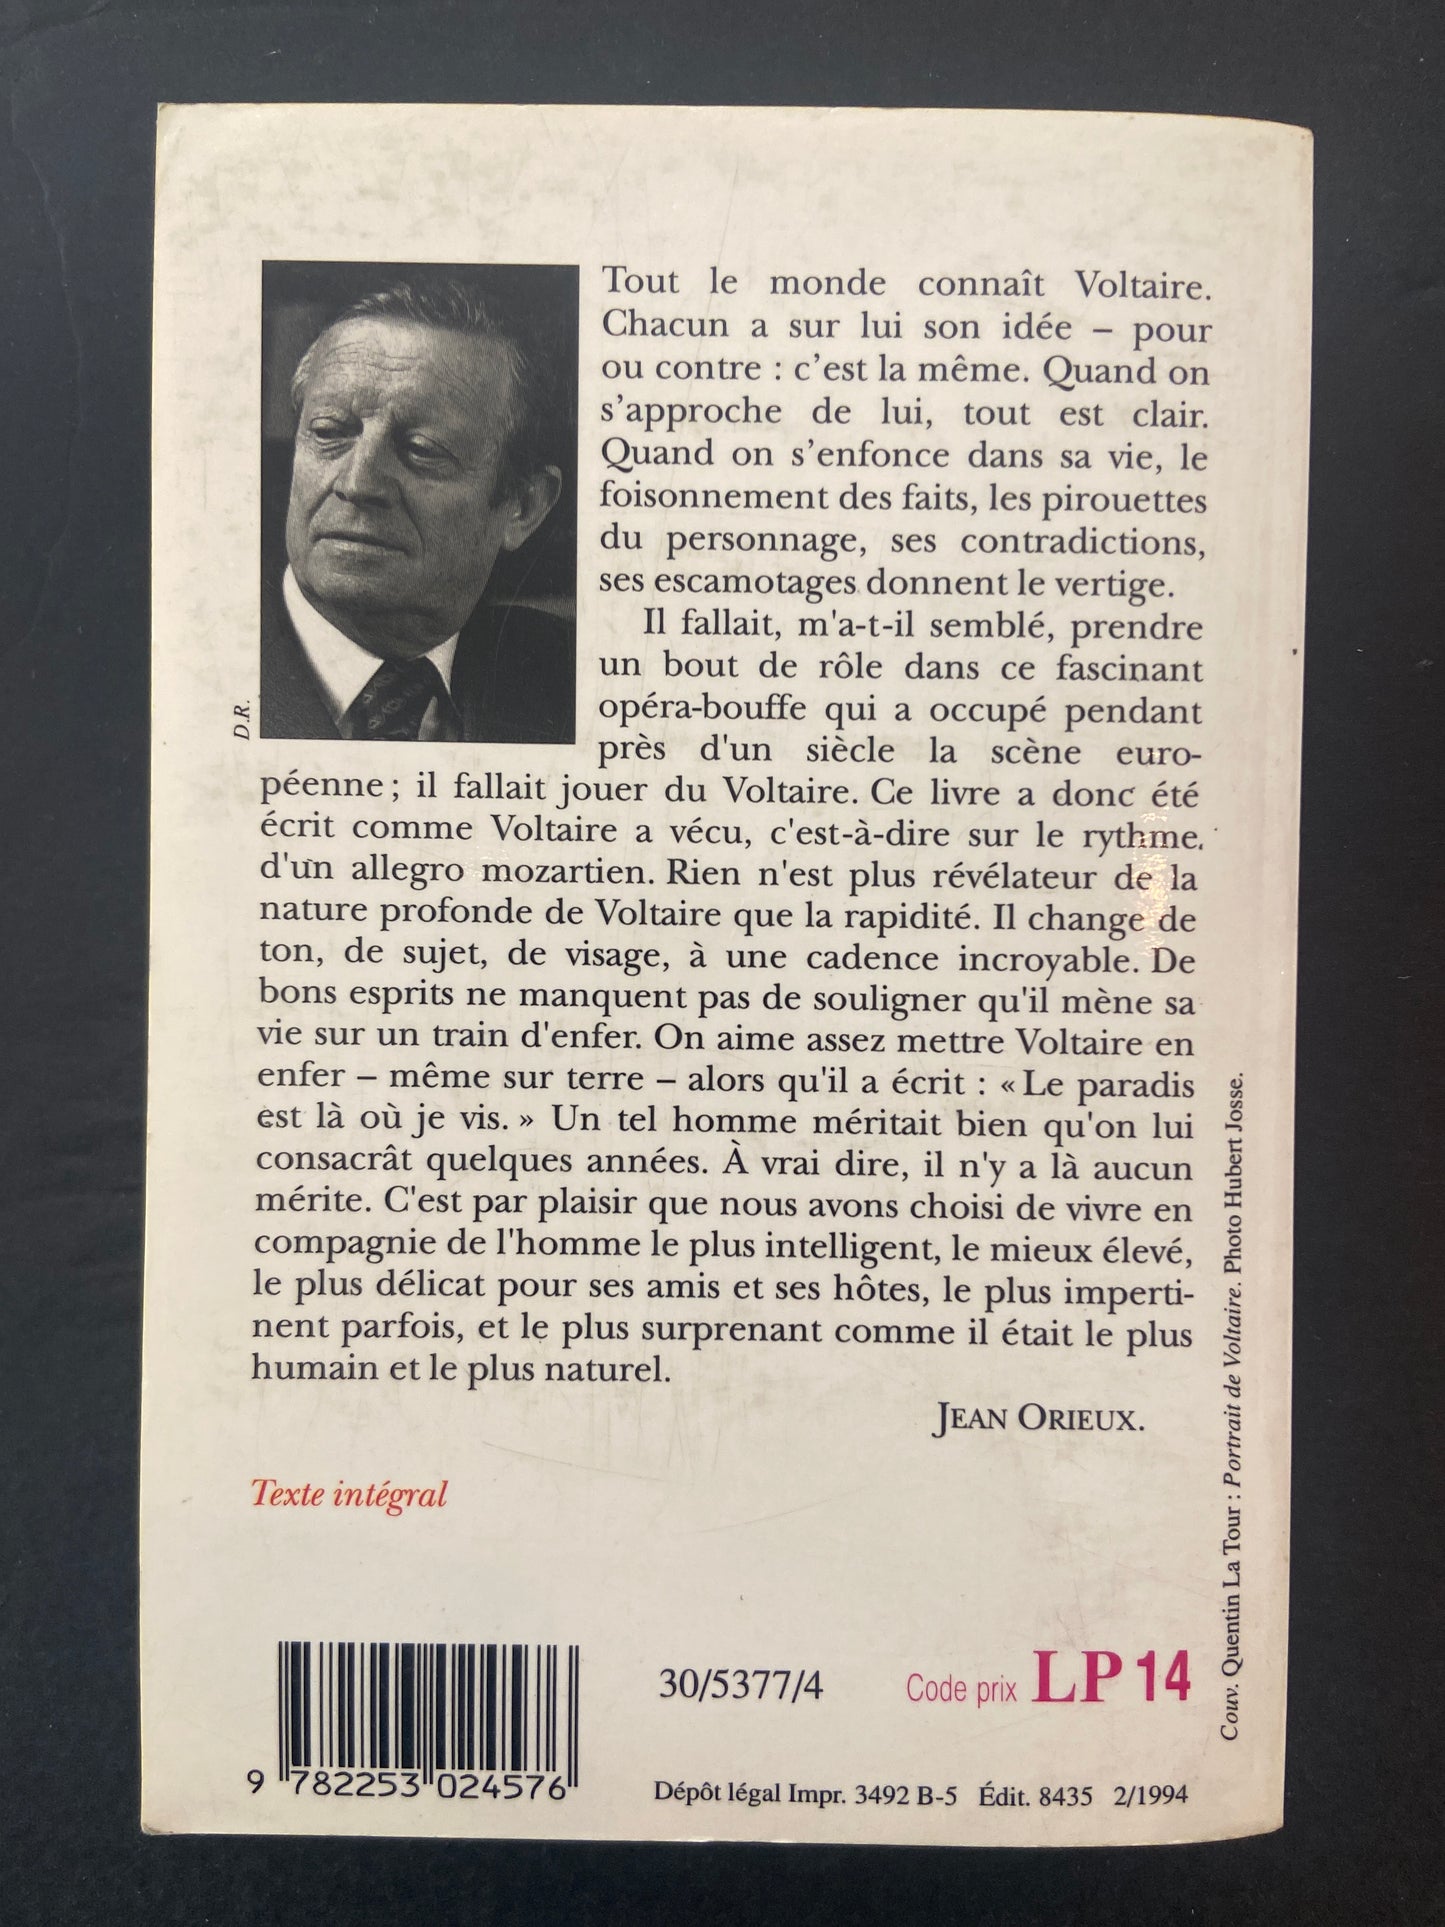 Tout le monde connaît Voltaire.
Chacun a sur lui son idée – pour
ou contre : c’est la même. Quand on
s’approche de lui, tout est clair.
Quand on s’enfonce dans sa vie, le
foisonnement des faits, les pirouettes
du personnage, ses contradictions,
ses escamotages donnent le vertige.
Il fallait, m'a-t-il semblé, prendre
un bout de rôle dans ce fascinant
opéra-bouffe qui a occupé pendant
près d'un siècle la scène euro-
péenne ; il fallait jouer du Voltaire. Ce livre a donc été
écrit comme Voltaire a vécu, c'est-à-dire sur le rythme
d'un allegro mozartien. Rien n'est plus révélateur de la
nature profonde de Voltaire que la rapidité. Il change de
ton, de sujet, de visage, à une cadence incroyable. De
bons esprits ne manquent pas de souligner qu'il mène sa
vie sur un train d'enfer. On aime assez mettre Voltaire en
enfer – même sur terre – alors qu'il a écrit : « Le paradis
est là où je vis. » Un tel homme méritait bien qu'on lui
consacrât quelques années. À vrai dire, il n'y a là aucun
mérite. C'est par plaisir que nous avons choisi de vivre en
compagnie de l'homme le plus intelligent, le mieux élevé,
le plus délicat pour ses amis et ses hôtes, le plus imperti-
nent parfois, et le plus surprenant comme il était le plus
humain et le plus naturel.
JEAN ORIEUX.
D.R.
Texte intégral
Couv. Quentin La Tour : Portrait de Voltaire. Photo Hubert Josse.
30/5377/4
Code prix LP 14
9 782253 024576
Dépôt légal Impr. 3492 B-5 Édit. 8435 2/1994